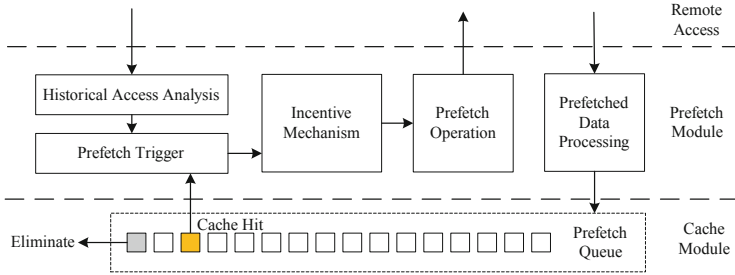 Remote
Access
Historical Access Analysis
Prefetch Trigger
Incentive
Mechanism
Prefetch
Operation
Prefetched
Data
Processing
Prefetch
Module
Cache Hit
Eliminate
Prefetch
Queue
Cache
Module